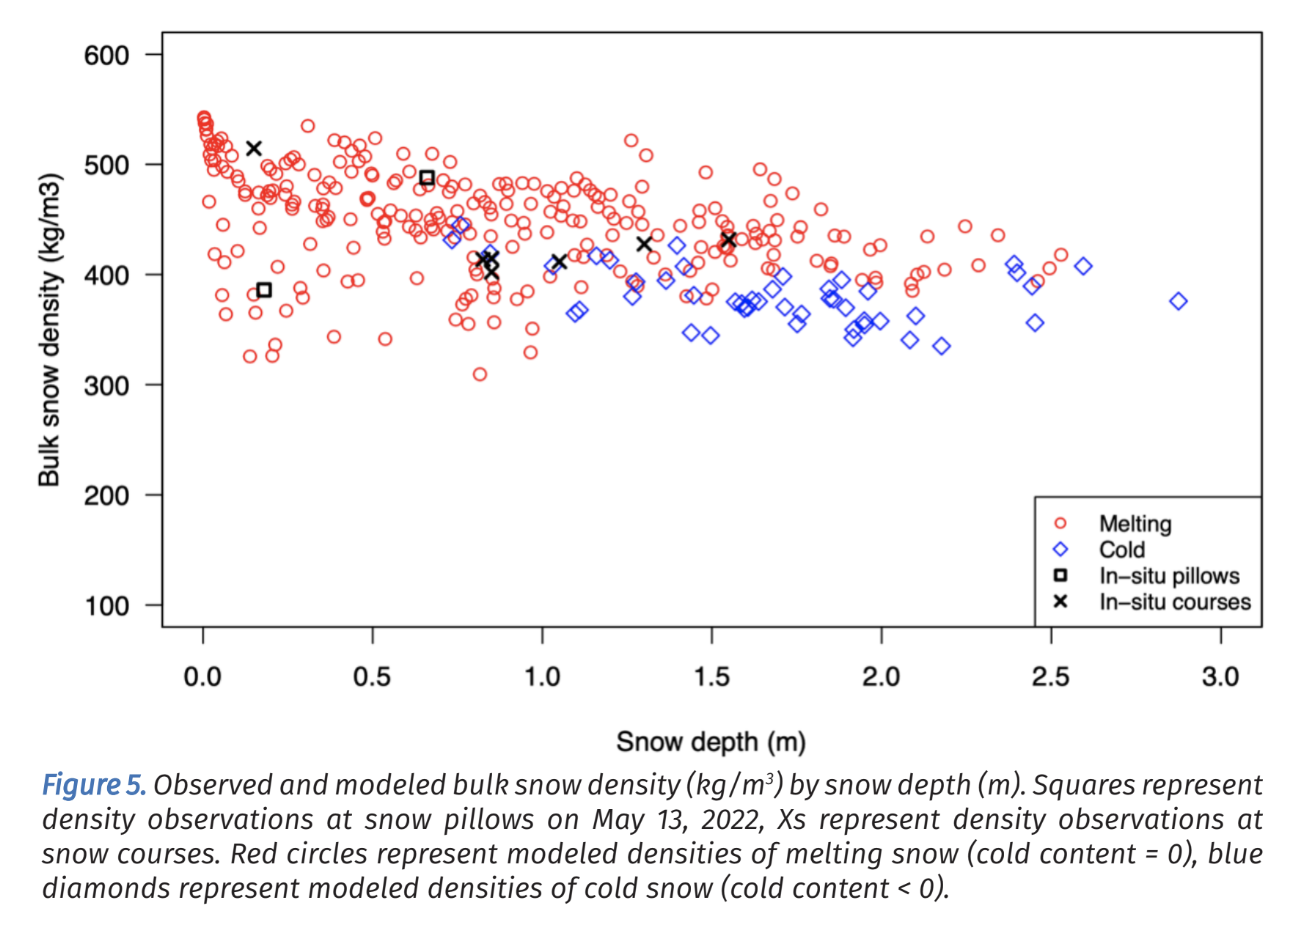 600
500
400
300
200
100
Bulk snow density (kg/m3)
0.0 0.5 1.0 1.5 2.0 2.5 3.0
Snow depth (m)
Melting
Cold
In−situ pillows
In−situ courses
Figure 5. Observed and modeled bulk snow density (kg/m³) by snow depth (m). Squares represent
density observations at snow pillows on May 13, 2022, Xs represent density observations at
snow courses. Red circles represent modeled densities of melting snow (cold content = 0), blue
diamonds represent modeled densities of cold snow (cold content < 0).